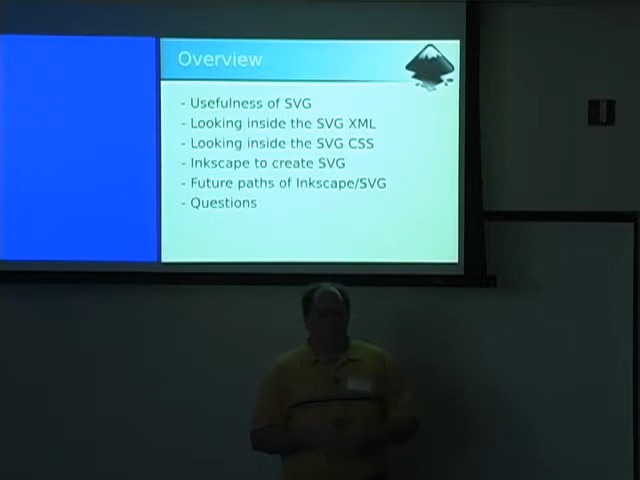 Overview
- Usefulness of SVG
- Looking inside the SVG XML
- Looking inside the SVG CSS
- Inkscape to create SVG
- Future paths of Inkscape/SVG
- Questions